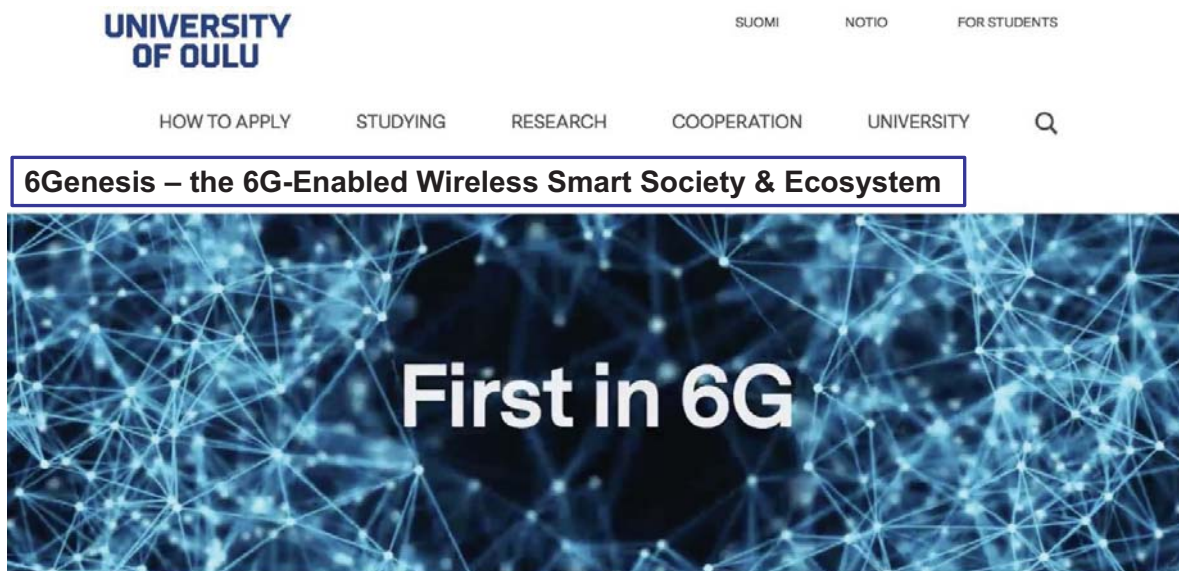 UNIVERSITY
OF OULU
SUOMI NOTIO FOR STUDENTS
HOW TO APPLY STUDYING RESEARCH COOPERATION UNIVERSITY
6Genesis – the 6G-Enabled Wireless Smart Society & Ecosystem
First in 6G